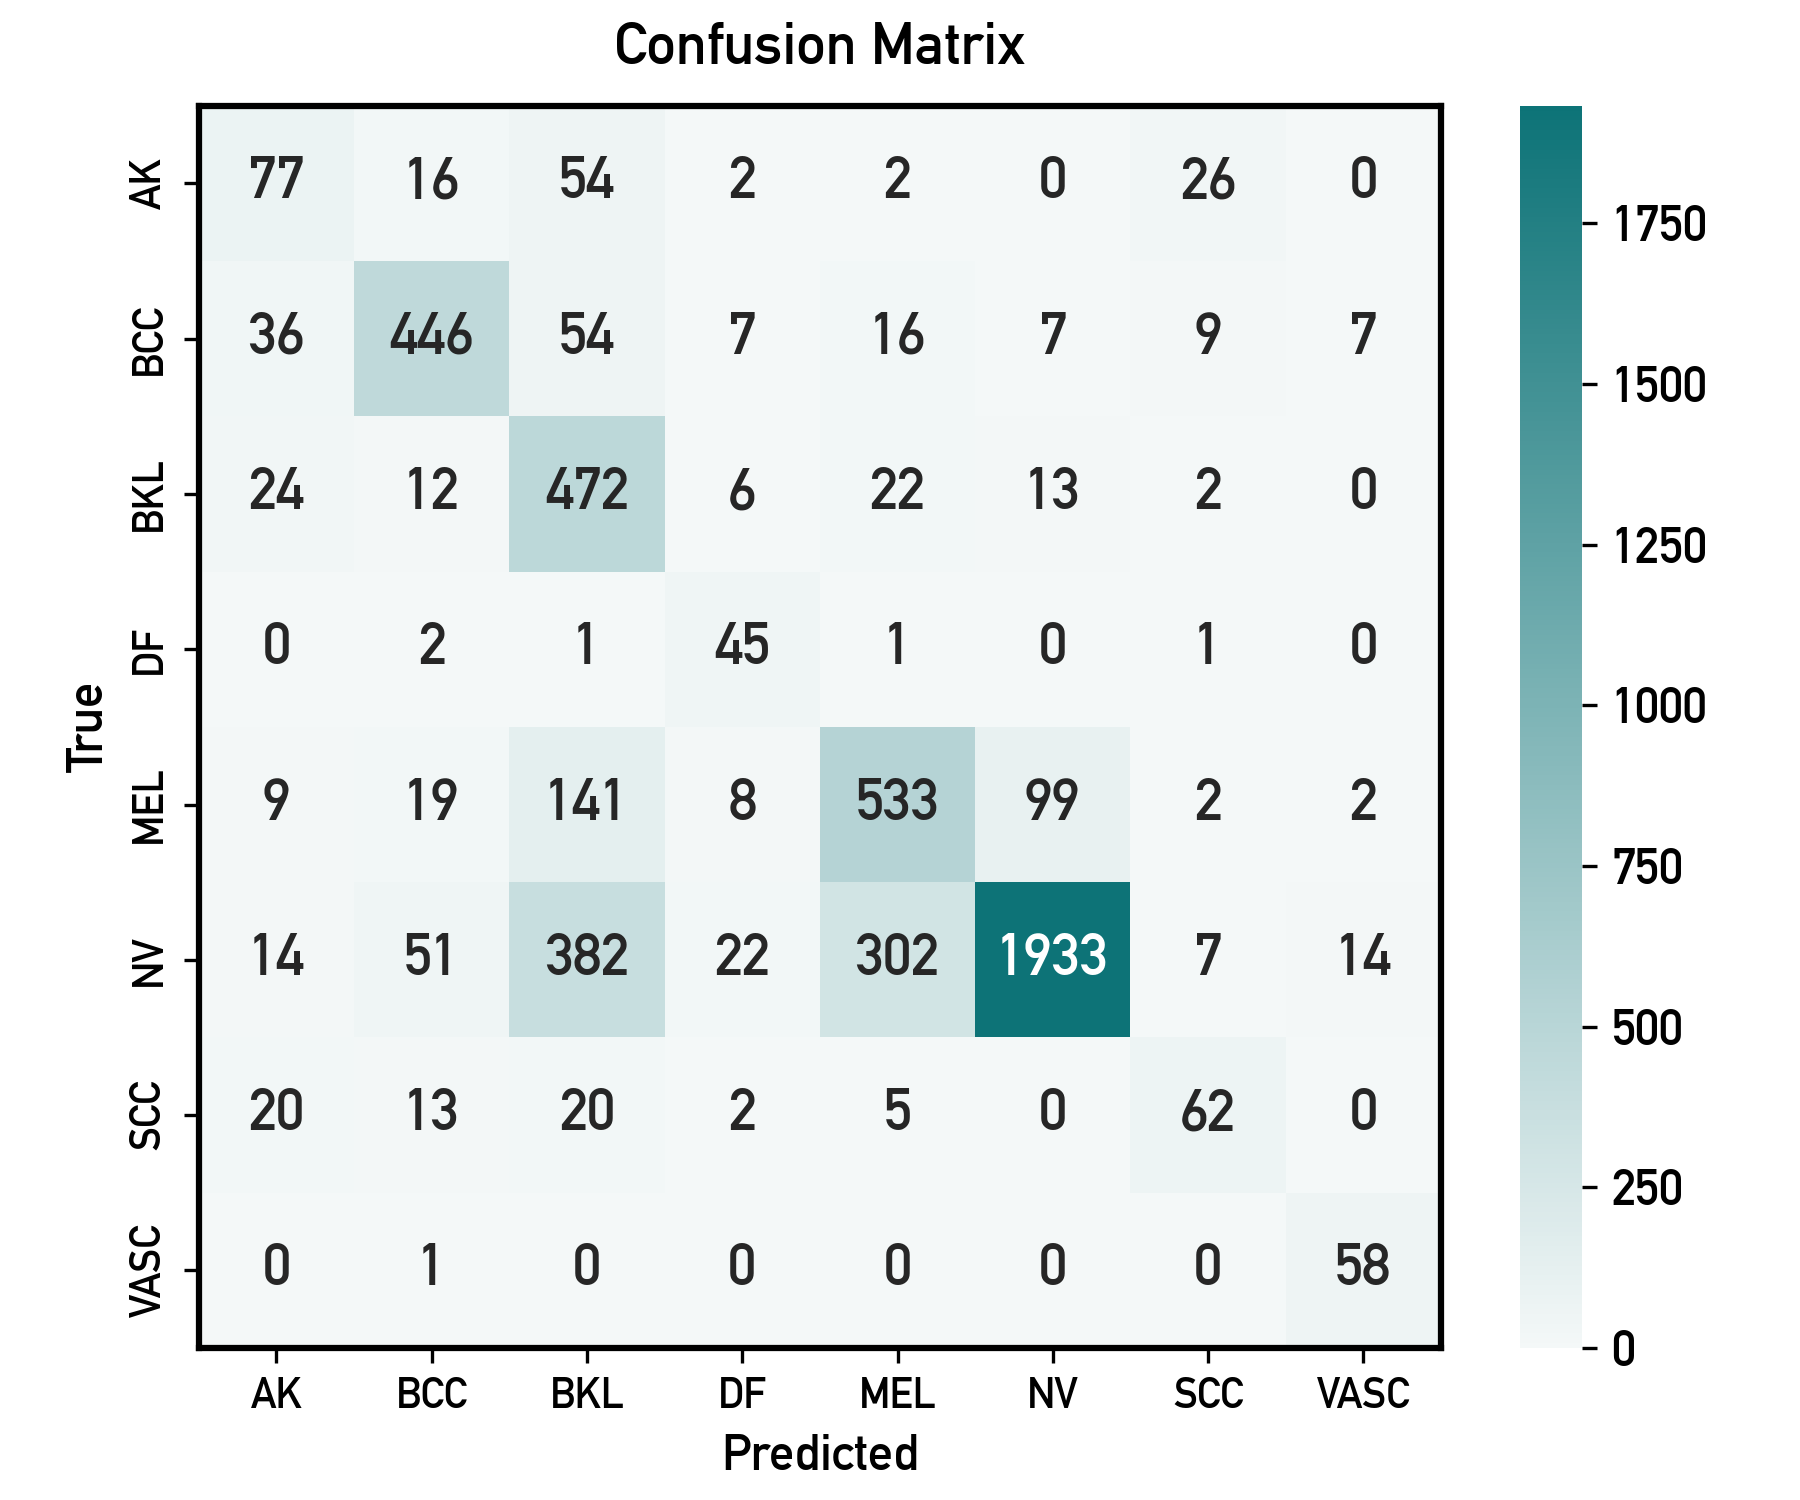 Confusion Matrix
AK 77 16 54 2 2 0 26 0
BCC 36 446 54 7 16 7 9 7
BKL 24 12 472 6 22 13 2 0
DF 0 2 1 45 1 0 1 0
MEL 9 19 141 8 533 99 2 2
NV 14 51 382 22 302 1933 7 14
SCC 20 13 20 2 5 0 62 0
VASC 0 1 0 0 0 0 0 58
AK BCC BKL DF MEL NV SCC VASC
True
Predicted
1750
1500
1250
1000
750
500
250
0